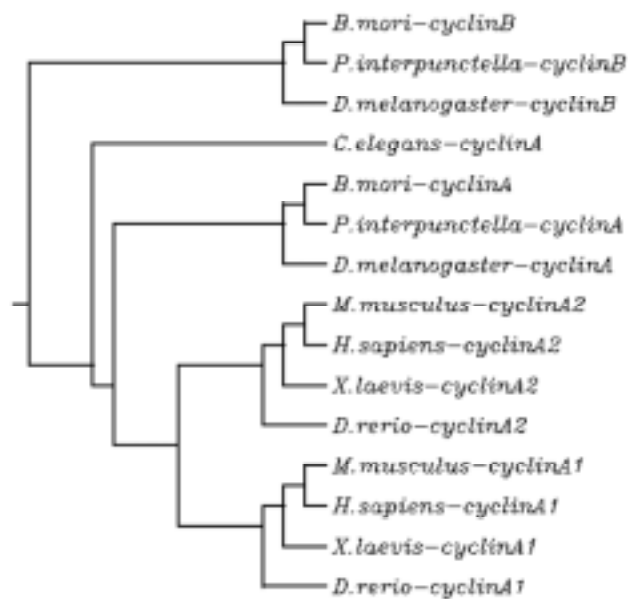 B.mori-cyclinB
P.interpunctella-cyclinB
D.melanogaster-cyclinB
C.elegans-cyclinA
B.mori-cyclinA
P.interpunctella-cyclinA
D.melanogaster-cyclinA
M.musculus-cyclinA2
H.sapiens-cyclinA2
X.laevis-cyclinA2
D.rerio-cyclinA2
M.musculus-cyclinA1
H.sapiens-cyclinA1
X.laevis-cyclinA1
D.rerio-cyclinA1